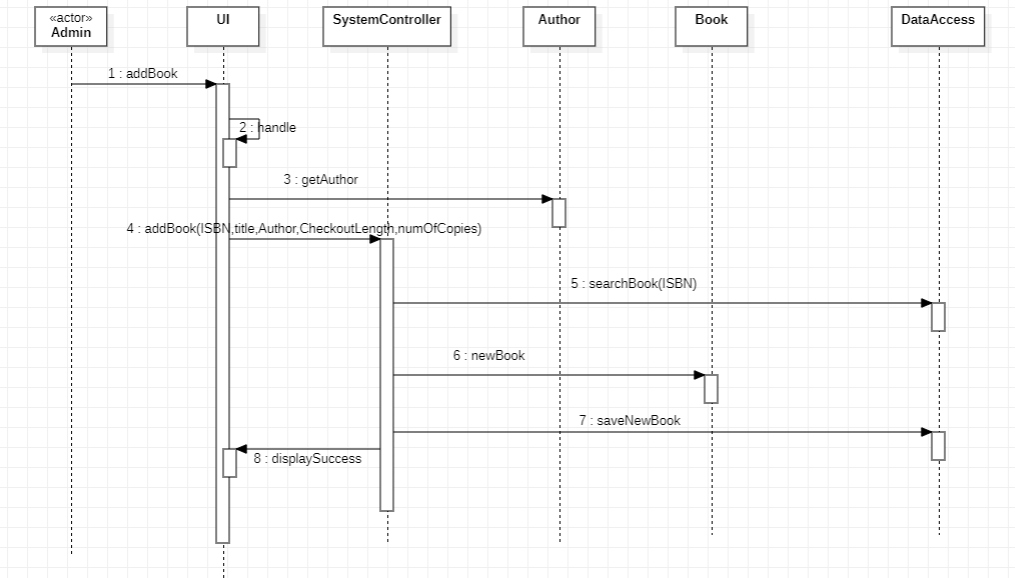 «actor»
Admin
UI
SystemController
Author
Book
DataAccess
1 : addBook
2 : handle
3 : getAuthor
4 : addBook(ISBN,title,Author,CheckoutLength,numOfCopies)
5 : searchBook(ISBN)
6 : newBook
7 : saveNewBook
8 : displaySuccess